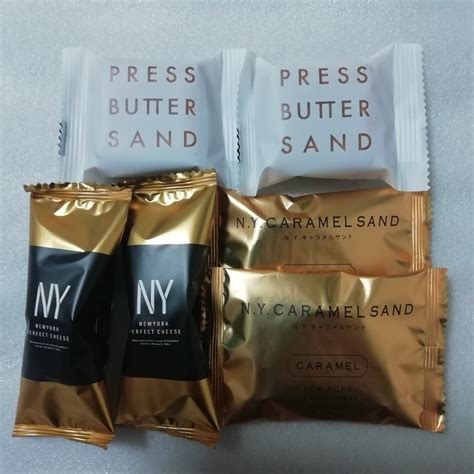 PRESS
BUTTER
SAND
PRESS
BUTTER
SAND
N.Y. CARAMEL SAND
N.Y.キャラメルサンド
NY
NEWYORK
PERFECT CHEESE
NY
NEWYORK
PERFECT CHEESE
N.Y. CARAMEL SAND
N.Y.キャラメルサンド
CARAMEL
NEW YORK